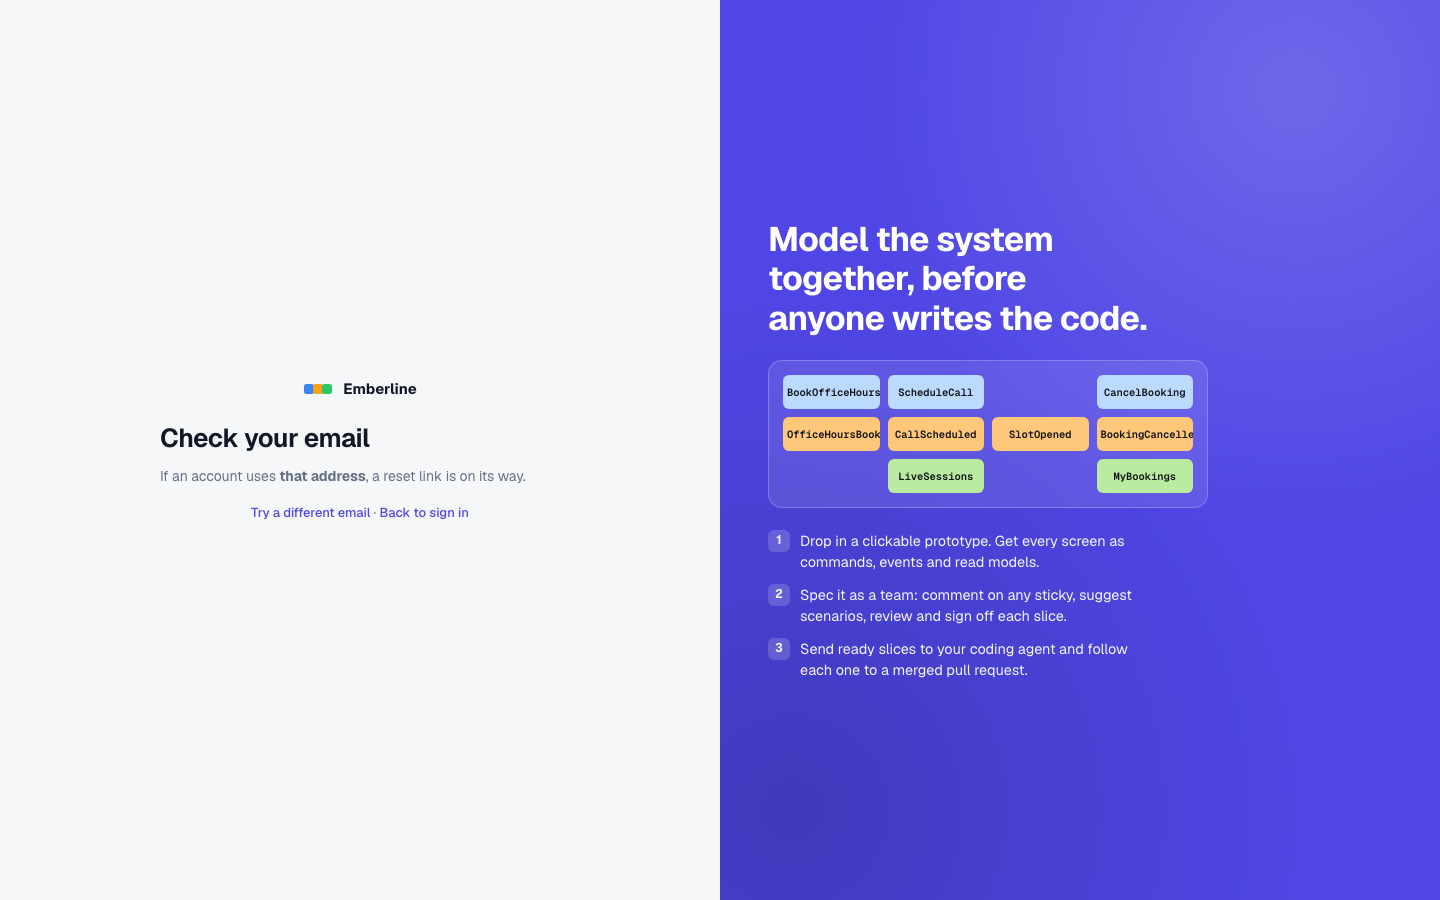 Emberline
Check your email
If an account uses that address, a reset link is on its way.
Try a different email · Back to sign in
Model the system
together, before
anyone writes the code.
BookOfficeHours ScheduleCall CancelBooking
OfficeHoursBook CallScheduled SlotOpened BookingCancelle
LiveSessions MyBookings
1 Drop in a clickable prototype. Get every screen as
commands, events and read models.
2 Spec it as a team: comment on any sticky, suggest
scenarios, review and sign off each slice.
3 Send ready slices to your coding agent and follow
each one to a merged pull request.